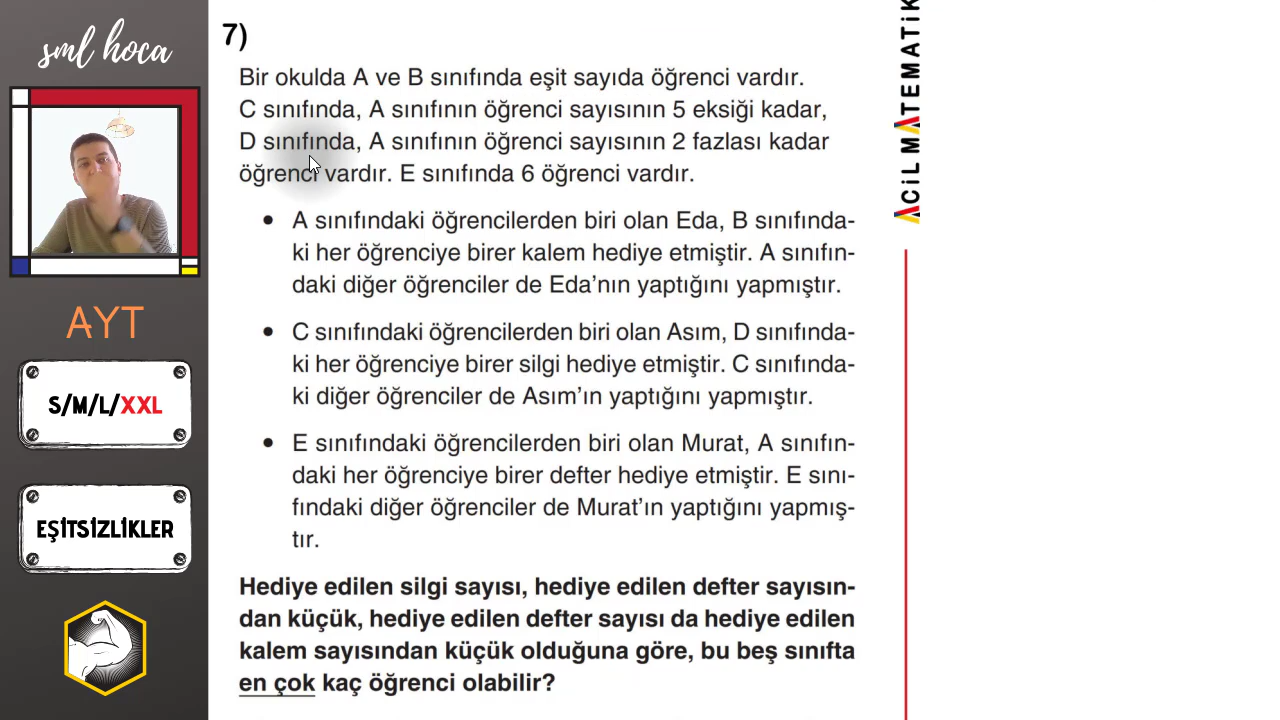 sml hoca
AYT
S/M/L/XXL
EŞİTSİZLİKLER
7)
Bir okulda A ve B sınıfında eşit sayıda öğrenci vardır.
C sınıfında, A sınıfının öğrenci sayısının 5 eksiği kadar,
D sınıfında, A sınıfının öğrenci sayısının 2 fazlası kadar
öğrenci vardır. E sınıfında 6 öğrenci vardır.
• A sınıfındaki öğrencilerden biri olan Eda, B sınıfında-
ki her öğrenciye birer kalem hediye etmiştir. A sınıfın-
daki diğer öğrenciler de Eda’nın yaptığını yapmıştır.
• C sınıfındaki öğrencilerden biri olan Asım, D sınıfında-
ki her öğrenciye birer silgi hediye etmiştir. C sınıfında-
ki diğer öğrenciler de Asım’ın yaptığını yapmıştır.
• E sınıfındaki öğrencilerden biri olan Murat, A sınıfın-
daki her öğrenciye birer defter hediye etmiştir. E sını-
fındaki diğer öğrenciler de Murat’ın yaptığını yapmış-
tır.
Hediye edilen silgi sayısı, hediye edilen defter sayısın-
dan küçük, hediye edilen defter sayısı da hediye edilen
kalem sayısından küçük olduğuna göre, bu beş sınıfta
en çok kaç öğrenci olabilir?
ACİLMATEMATİK